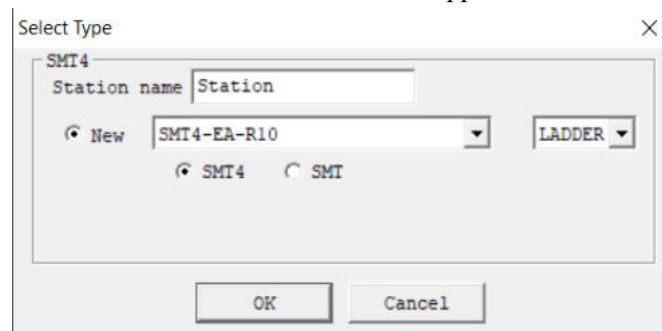 Select Type
SMT4
Station name Station
New SMT4-EA-R10 LADDER
SMT4 SMT
OK Cancel